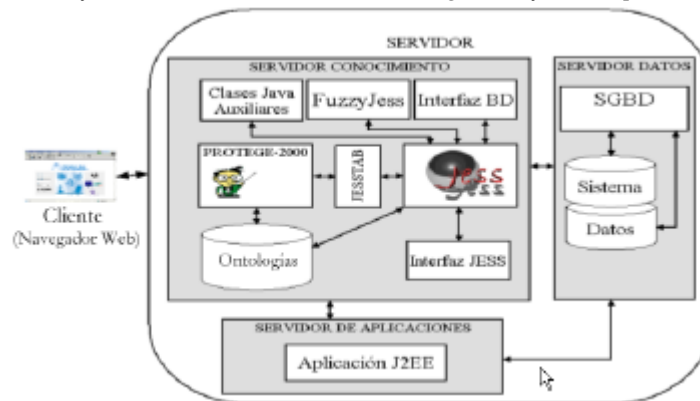 SERVIDOR
SERVIDOR CONOCIMIENTO
SERVIDOR DATOS
Clases Java
Auxiliares
FuzzyJess
Interfaz BD
SGBD
PROTEGE-2000
JESSTAB
Jess
Jess
Sistema
Datos
Cliente
(Navegador Web)
Ontologías
Interfaz JESS
SERVIDOR DE APLICACIONES
Aplicación J2EE